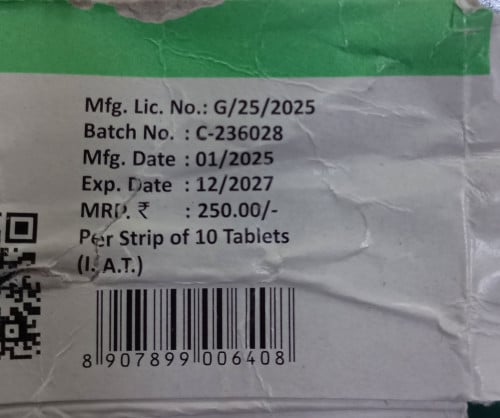 Mfg. Lic. No.: G/25/2025
Batch No. : C-236028
Mfg. Date : 01/2025
Exp. Date : 12/2027
MRP. ₹ : 250.00/-
Per Strip of 10 Tablets
(I. A.T.)
8 907899 006408